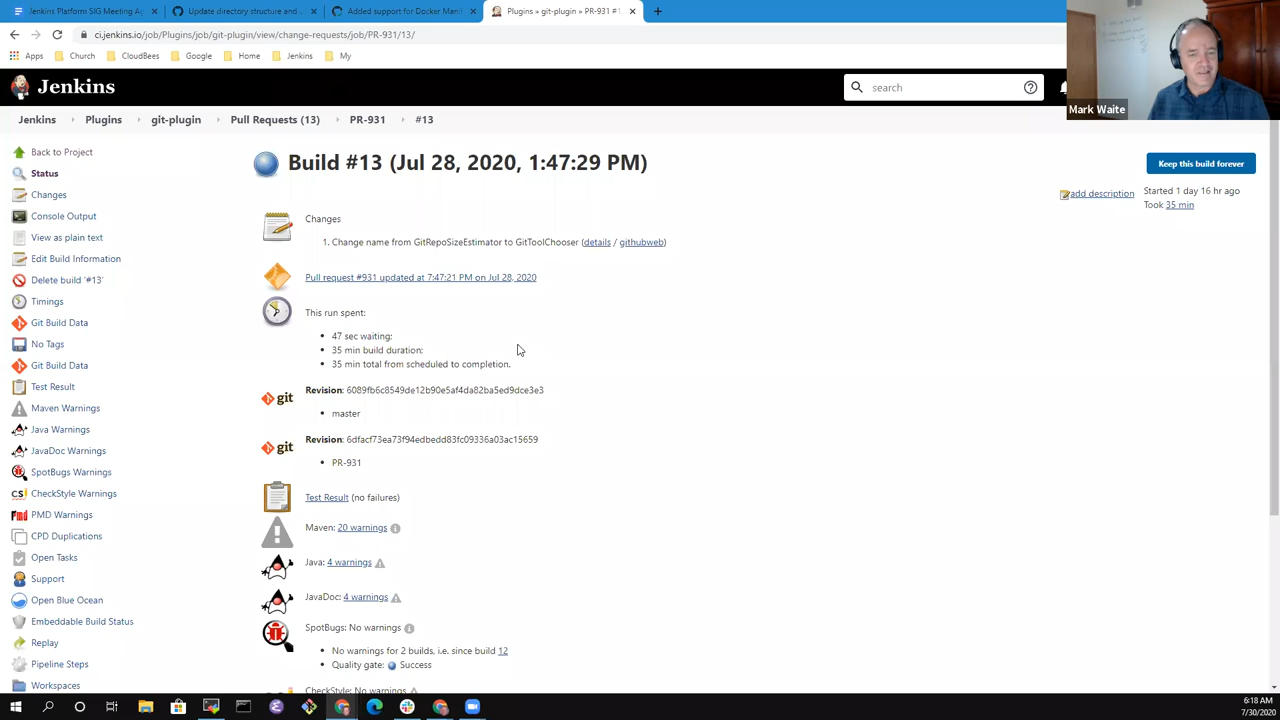 Jenkins Platform SIG Meeting Ag
Update directory structure and
Added support for Docker Manif
Plugins » git-plugin » PR-931 #1
ci.jenkins.io/job/Plugins/job/git-plugin/view/change-requests/job/PR-931/13/
Apps
Church
CloudBees
Google
Home
Jenkins
My
Mark Waite
Jenkins
search
Jenkins
Plugins
git-plugin
Pull Requests (13)
PR-931
#13
Back to Project
Status
Changes
Console Output
View as plain text
Edit Build Information
Delete build '#13'
Timings
Git Build Data
No Tags
Git Build Data
Test Result
Maven Warnings
Java Warnings
JavaDoc Warnings
SpotBugs Warnings
CheckStyle Warnings
PMD Warnings
CPD Duplications
Open Tasks
Support
Open Blue Ocean
Embeddable Build Status
Replay
Pipeline Steps
Workspaces
Build #13 (Jul 28, 2020, 1:47:29 PM)
Keep this build forever
add description
Started 1 day 16 hr ago
Took 35 min
Changes
1. Change name from GitRepoSizeEstimator to GitToolChooser (details / githubweb)
Pull request #931 updated at 7:47:21 PM on Jul 28, 2020
This run spent:
47 sec waiting;
35 min build duration;
35 min total from scheduled to completion.
git
Revision: 6089fb6c8549de12b90e5af4da82ba5ed9dce3e3
master
git
Revision: 6dfacf73ea73f94edbedd83fc09336a03ac15659
PR-931
Test Result (no failures)
Maven: 20 warnings
Java: 4 warnings
JavaDoc: 4 warnings
SpotBugs: No warnings
No warnings for 2 builds, i.e. since build 12
Quality gate: Success
CheckStyle: No warnings
6:18 AM
7/30/2020